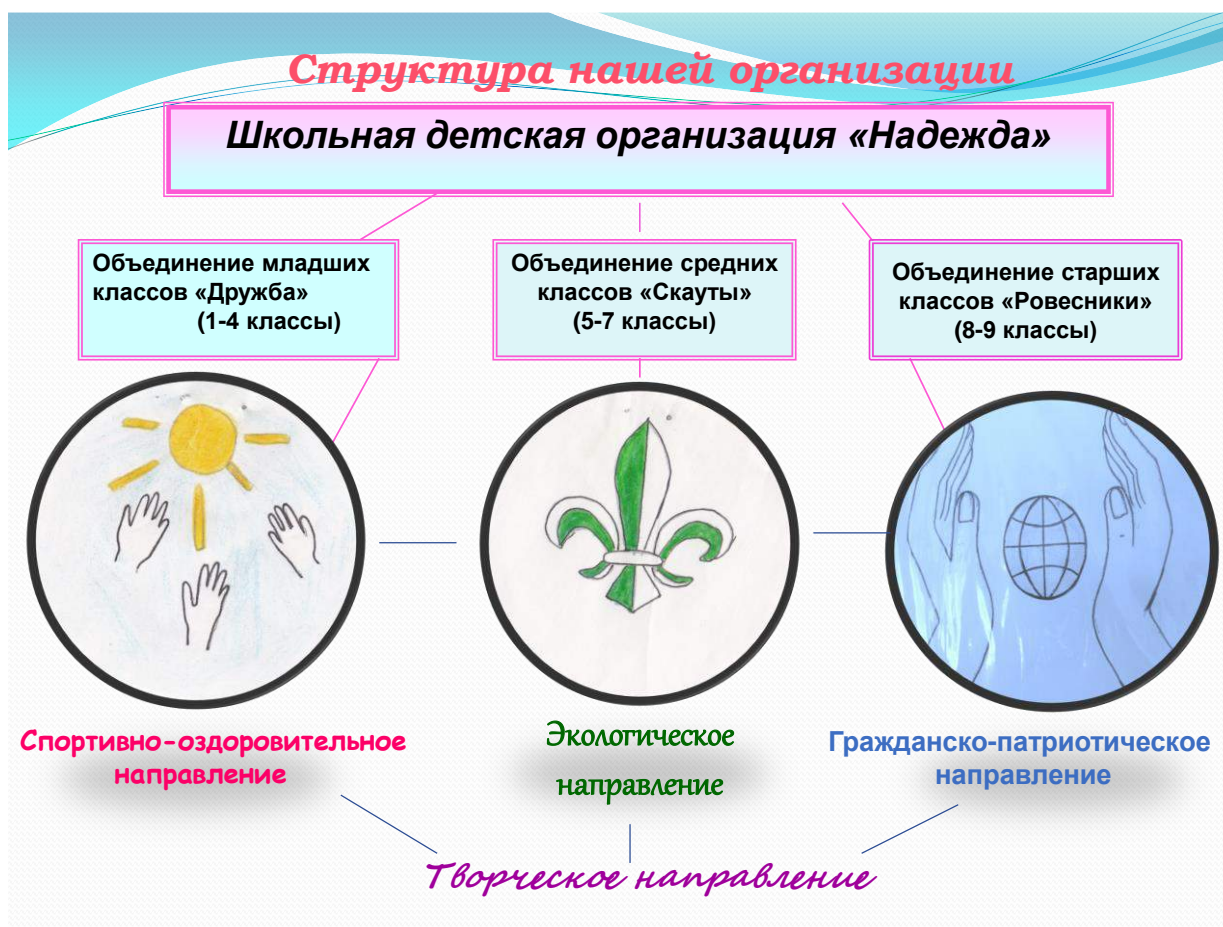 Структура нашей организации
Школьная детская организация «Надежда»
Объединение младших
классов «Дружба»
(1-4 классы)
Объединение средних
классов «Скауты»
(5-7 классы)
Объединение старших
классов «Ровесники»
(8-9 классы)
Спортивно-оздоровительное
направление
Экологическое
направление
Гражданско-патриотическое
направление
Творческое направление